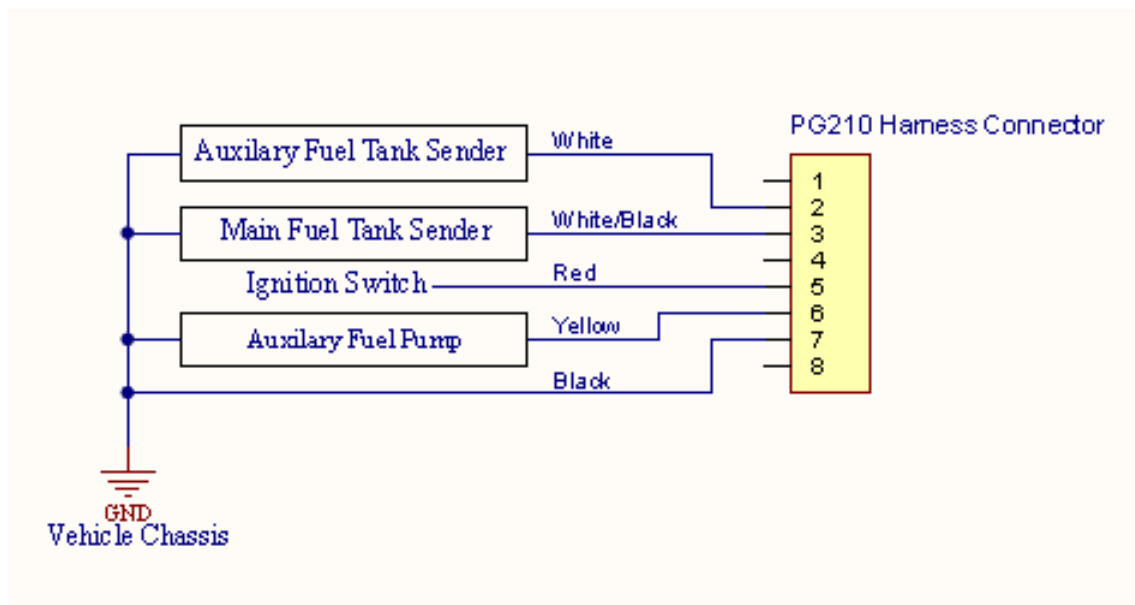 PG210 Harness Connector
Auxilary Fuel Tank Sender
White
1
2
Main Fuel Tank Sender
White/Black
3
4
Ignition Switch
Red
5
6
Auxilary Fuel Pump
Yellow
7
8
Black
GND
Vehicle Chassis